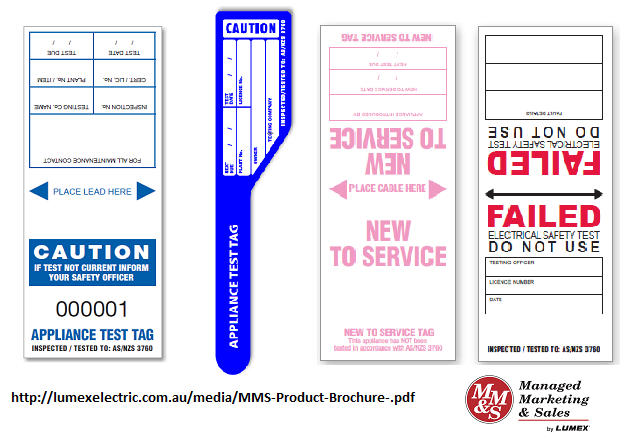 TEST DUE
TEST DATE
/ /
/ /
PLANT No. / ITEM
CERT. / LIC. No.
TESTING Co. NAME
INSPECTION No.
FOR ALL MAINTENANCE CONTACT
PLACE LEAD HERE
CAUTION
IF TEST NOT CURRENT INFORM
YOUR SAFETY OFFICER
000001
APPLIANCE TEST TAG
INSPECTED / TESTED TO: AS/NZS 3760
CAUTION
TEST DATE
/ /
LICENSE No.
/ /
PLANT No.
OWNER
TESTING COMPANY
INSPECTED/TESTED TO: AS/NZS 3760
APPLIANCE TEST TAG
NEW TO SERVICE TAG
/ /
NEXT TEST DUE
/ /
NEW TO SERVICE DATE
APPLIANCE INTRODUCED BY
NEW
TO SERVICE
PLACE CABLE HERE
NEW
TO SERVICE
NEW TO SERVICE TAG
This appliance has NOT been
tested in accordance with AS/NZS 3760
FAULT DETAILS
DO NOT USE
ELECTRICAL SAFETY TEST
FAILED
FAILED
ELECTRICAL SAFETY TEST
DO NOT USE
TESTING OFFICER
LICENCE NUMBER
DATE
INSPECTED / TESTED TO: AS/NZS 3760
http://lumexelectric.com.au/media/MMS-Product-Brochure-.pdf
MM
&S
Managed
Marketing
& Sales
by LUMEX